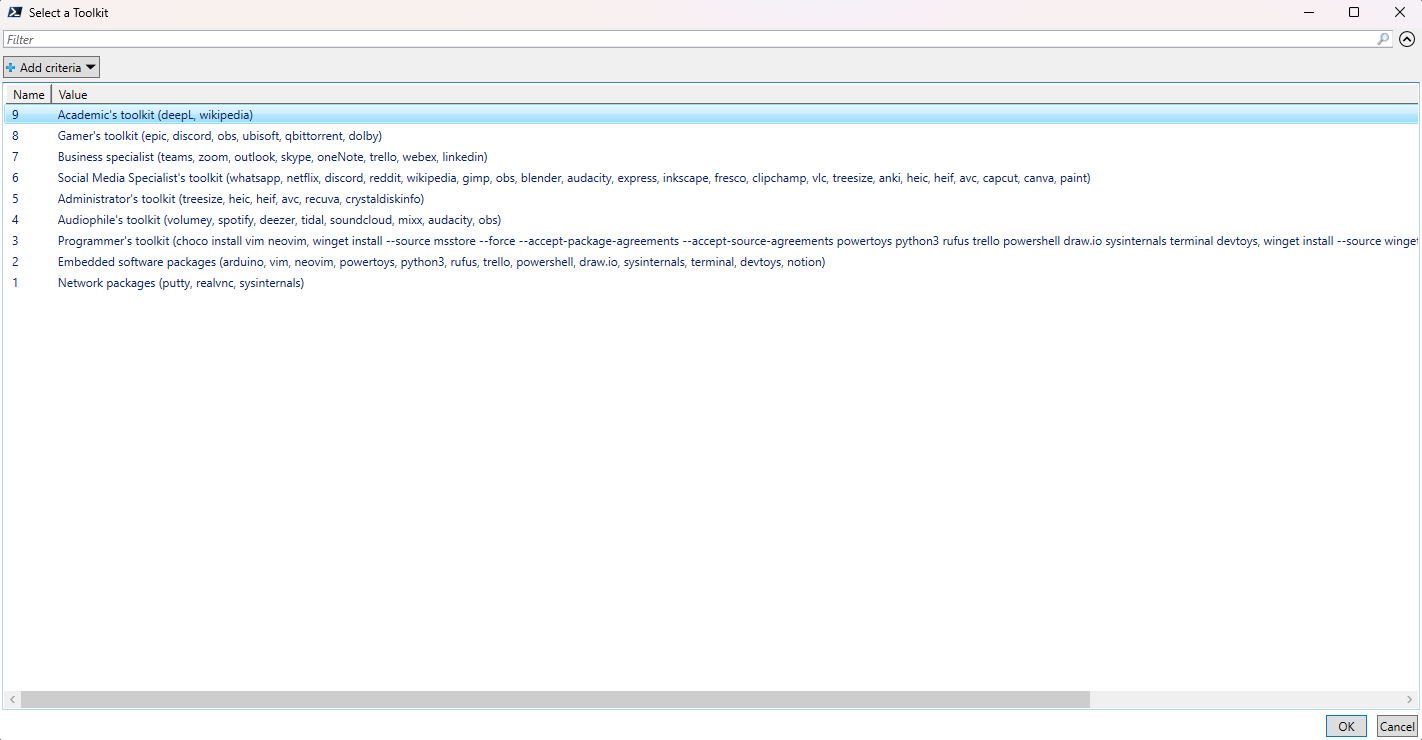 Select a Toolkit
Filter
Add criteria
Name Value
9 Academic's toolkit (deepL, wikipedia)
8 Gamer's toolkit (epic, discord, obs, ubisoft, qbittorrent, dolby)
7 Business specialist (teams, zoom, outlook, skype, oneNote, trello, webex, linkedin)
6 Social Media Specialist's toolkit (whatsapp, netflix, discord, reddit, wikipedia, gimp, obs, blender, audacity, express, inkscape, fresco, clipchamp, vlc, treesize, anki, heic, heif, avc, capcut, canva, paint)
5 Administrator's toolkit (treesize, heic, heif, avc, recuva, crystaldiskinfo)
4 Audiophile's toolkit (volumey, spotify, deezer, tidal, soundcloud, mixx, audacity, obs)
3 Programmer's toolkit (choco install vim neovim, winget install --source msstore --force --accept-package-agreements --accept-source-agreements powertoys python3 rufus trello powershell draw.io sysinternals terminal devtoys, winget install --source winget
2 Embedded software packages (arduino, vim, neovim, powertoys, python3, rufus, trello, powershell, draw.io, sysinternals, terminal, devtoys, notion)
1 Network packages (putty, realvnc, sysinternals)
OK Cancel